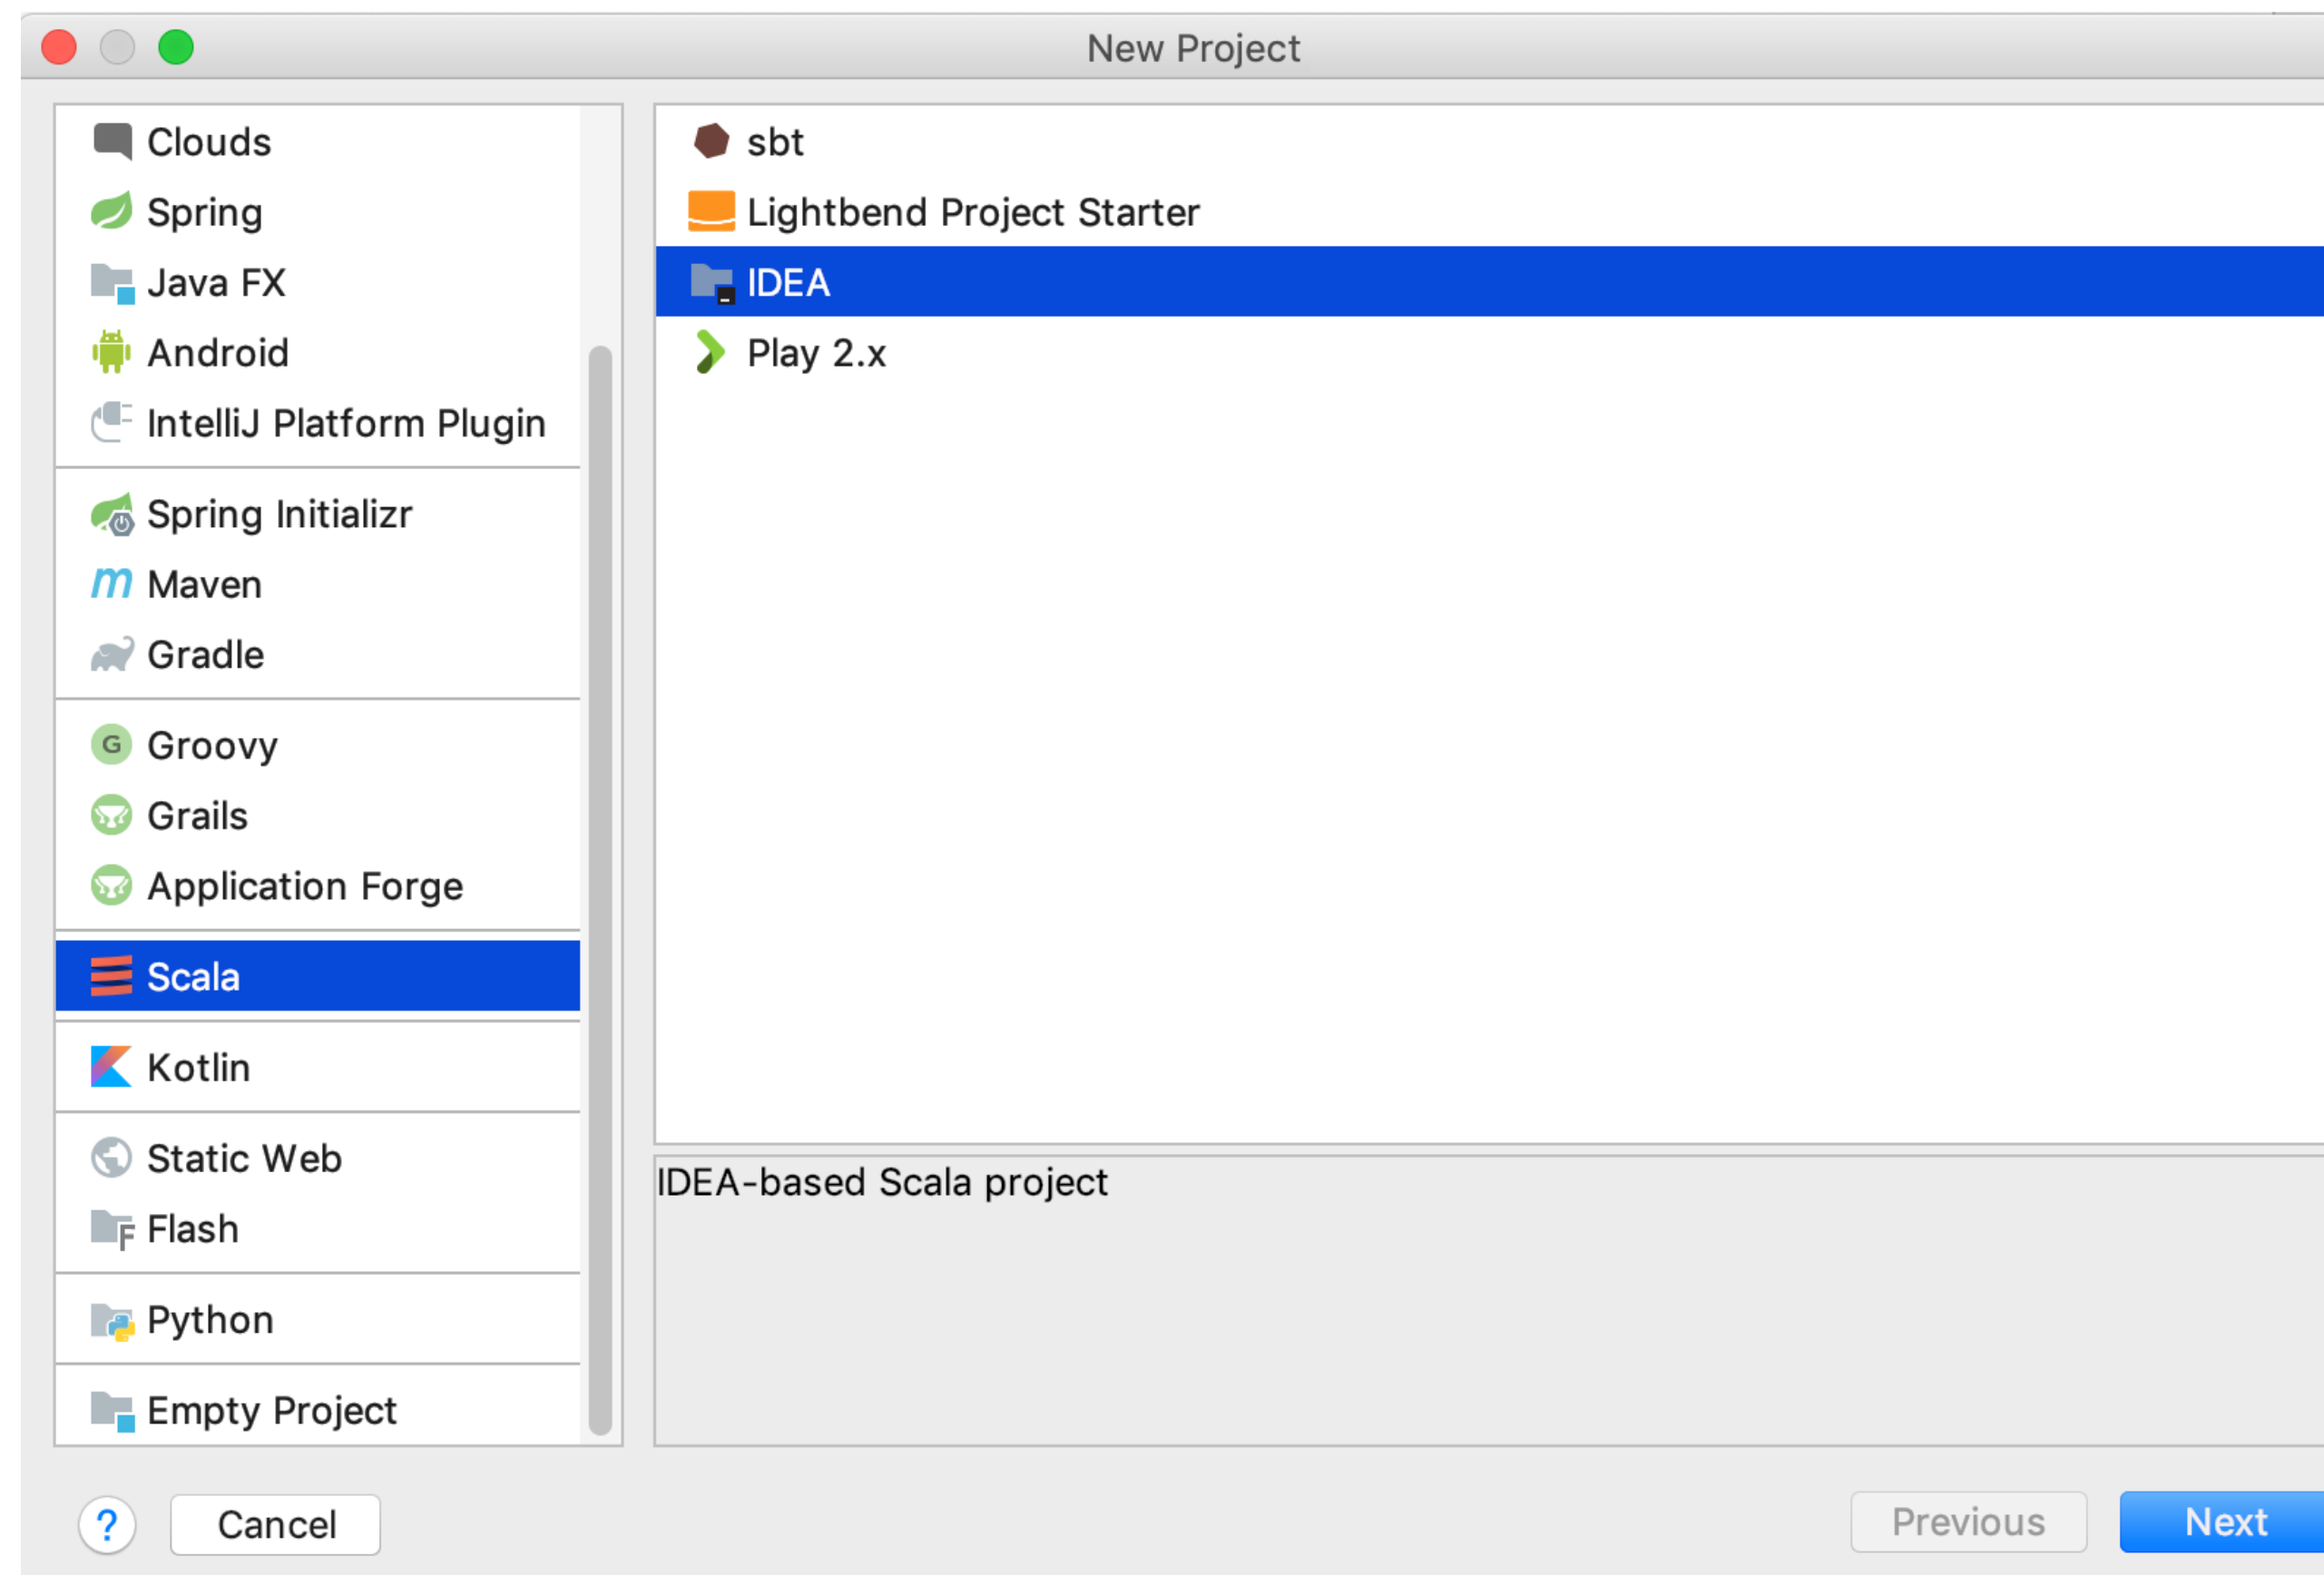 New Project
Clouds
Spring
Java FX
Android
IntelliJ Platform Plugin
Spring Initializr
m Maven
Gradle
G Groovy
Grails
Application Forge
Scala
Kotlin
Static Web
F Flash
Python
Empty Project
sbt
Lightbend Project Starter
IDEA
Play 2.x
IDEA-based Scala project
? Cancel
Previous Next